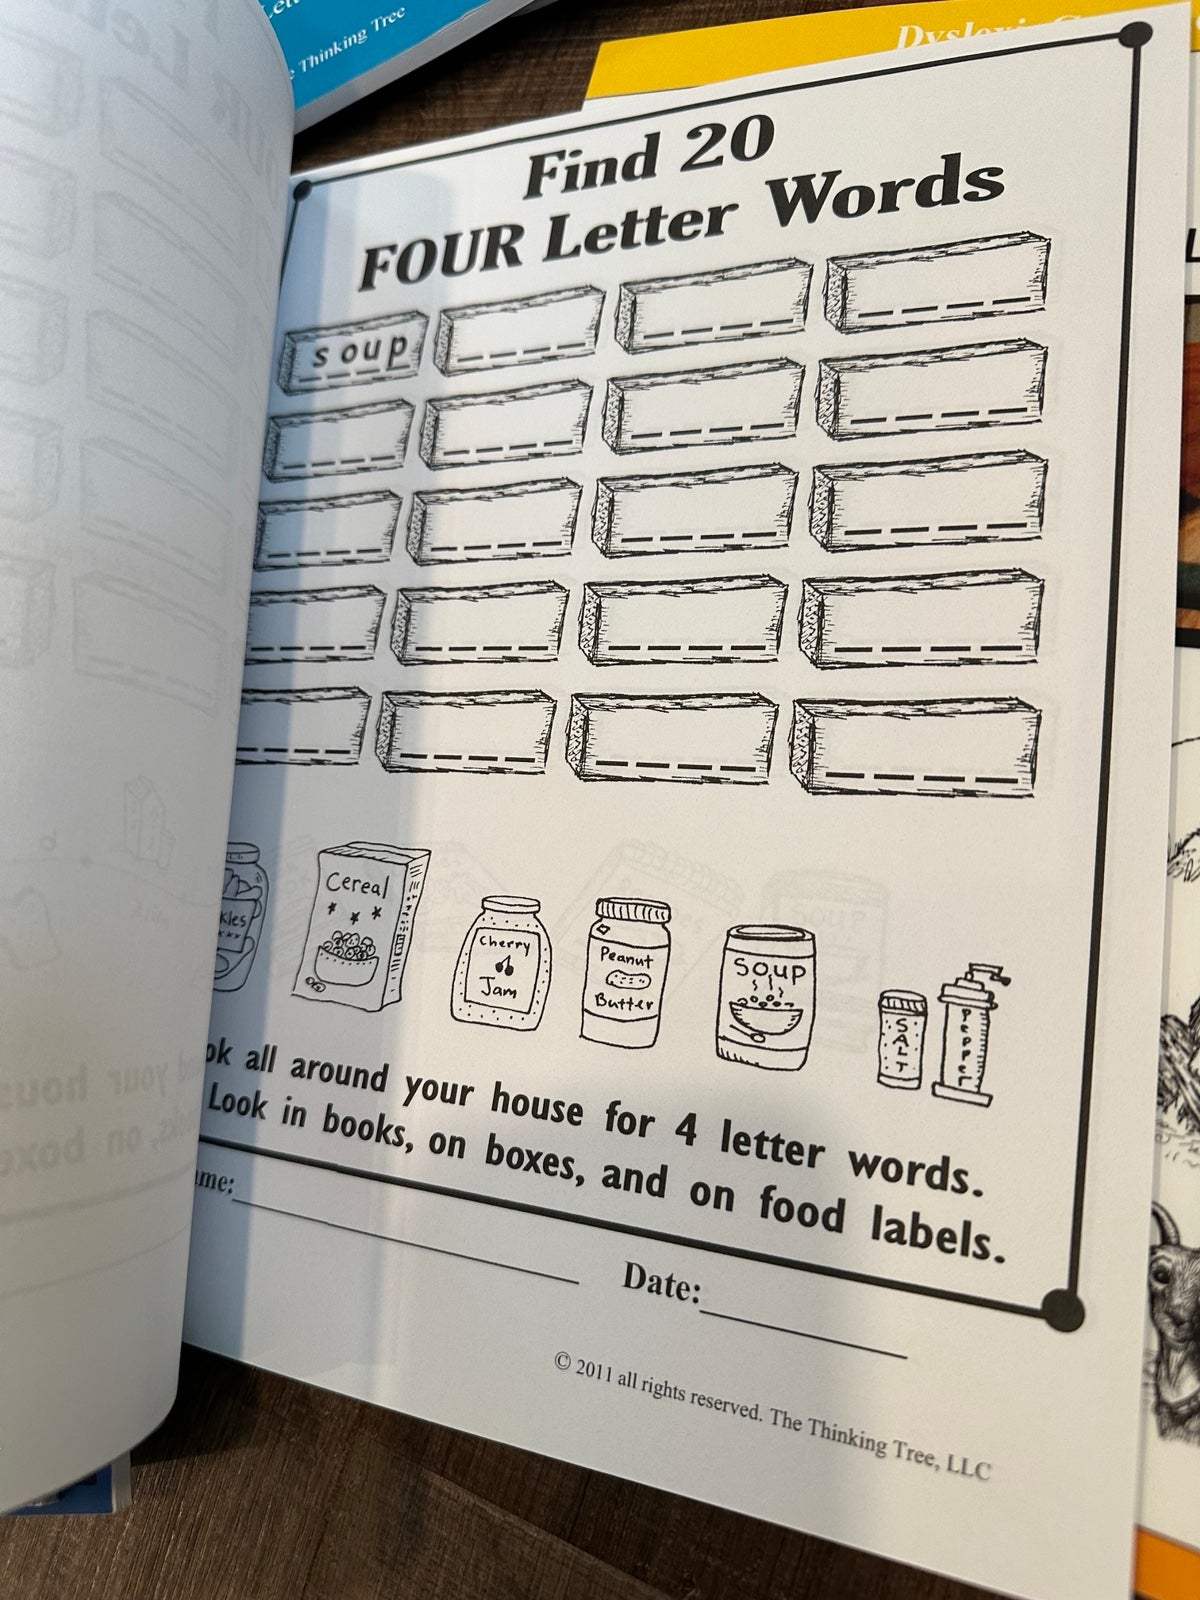 Thinking Tree
Find 20
FOUR Letter Words
soup
Cereal
Cherry
Jam
Peanut
Butter
Soup
SALT
Pepper
all around your house for 4 letter words.
Look in books, on boxes, and on food labels.
Date:
© 2011 all rights reserved. The Thinking Tree, LLC